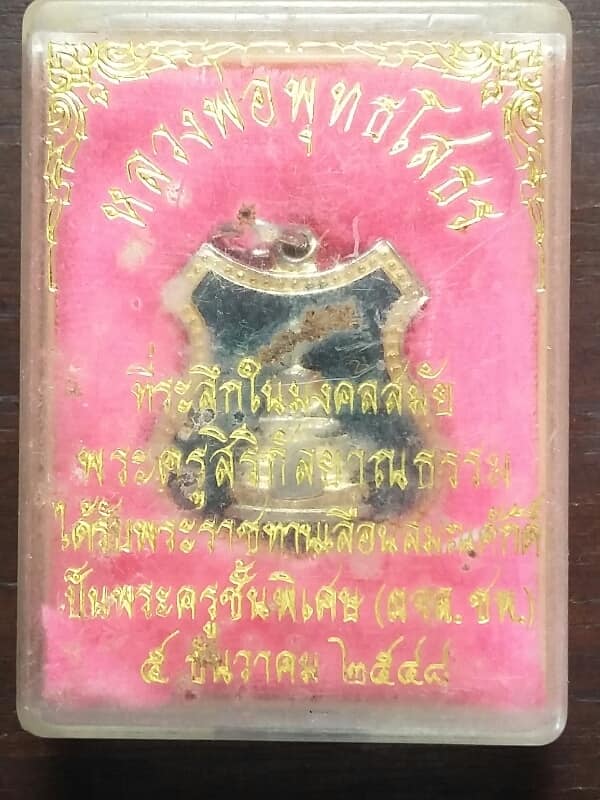 หลวงพ่อพุทธโสธร
ที่ระลึกในมงคลสมัย
พระครูสิริกัลยาณธรรม
ได้รับพระราชทานเลื่อนสมณศักดิ์
เป็นพระครูชั้นพิเศษ (ผจล.ชพ.)
๕ ธันวาคม ๒๕๔๘